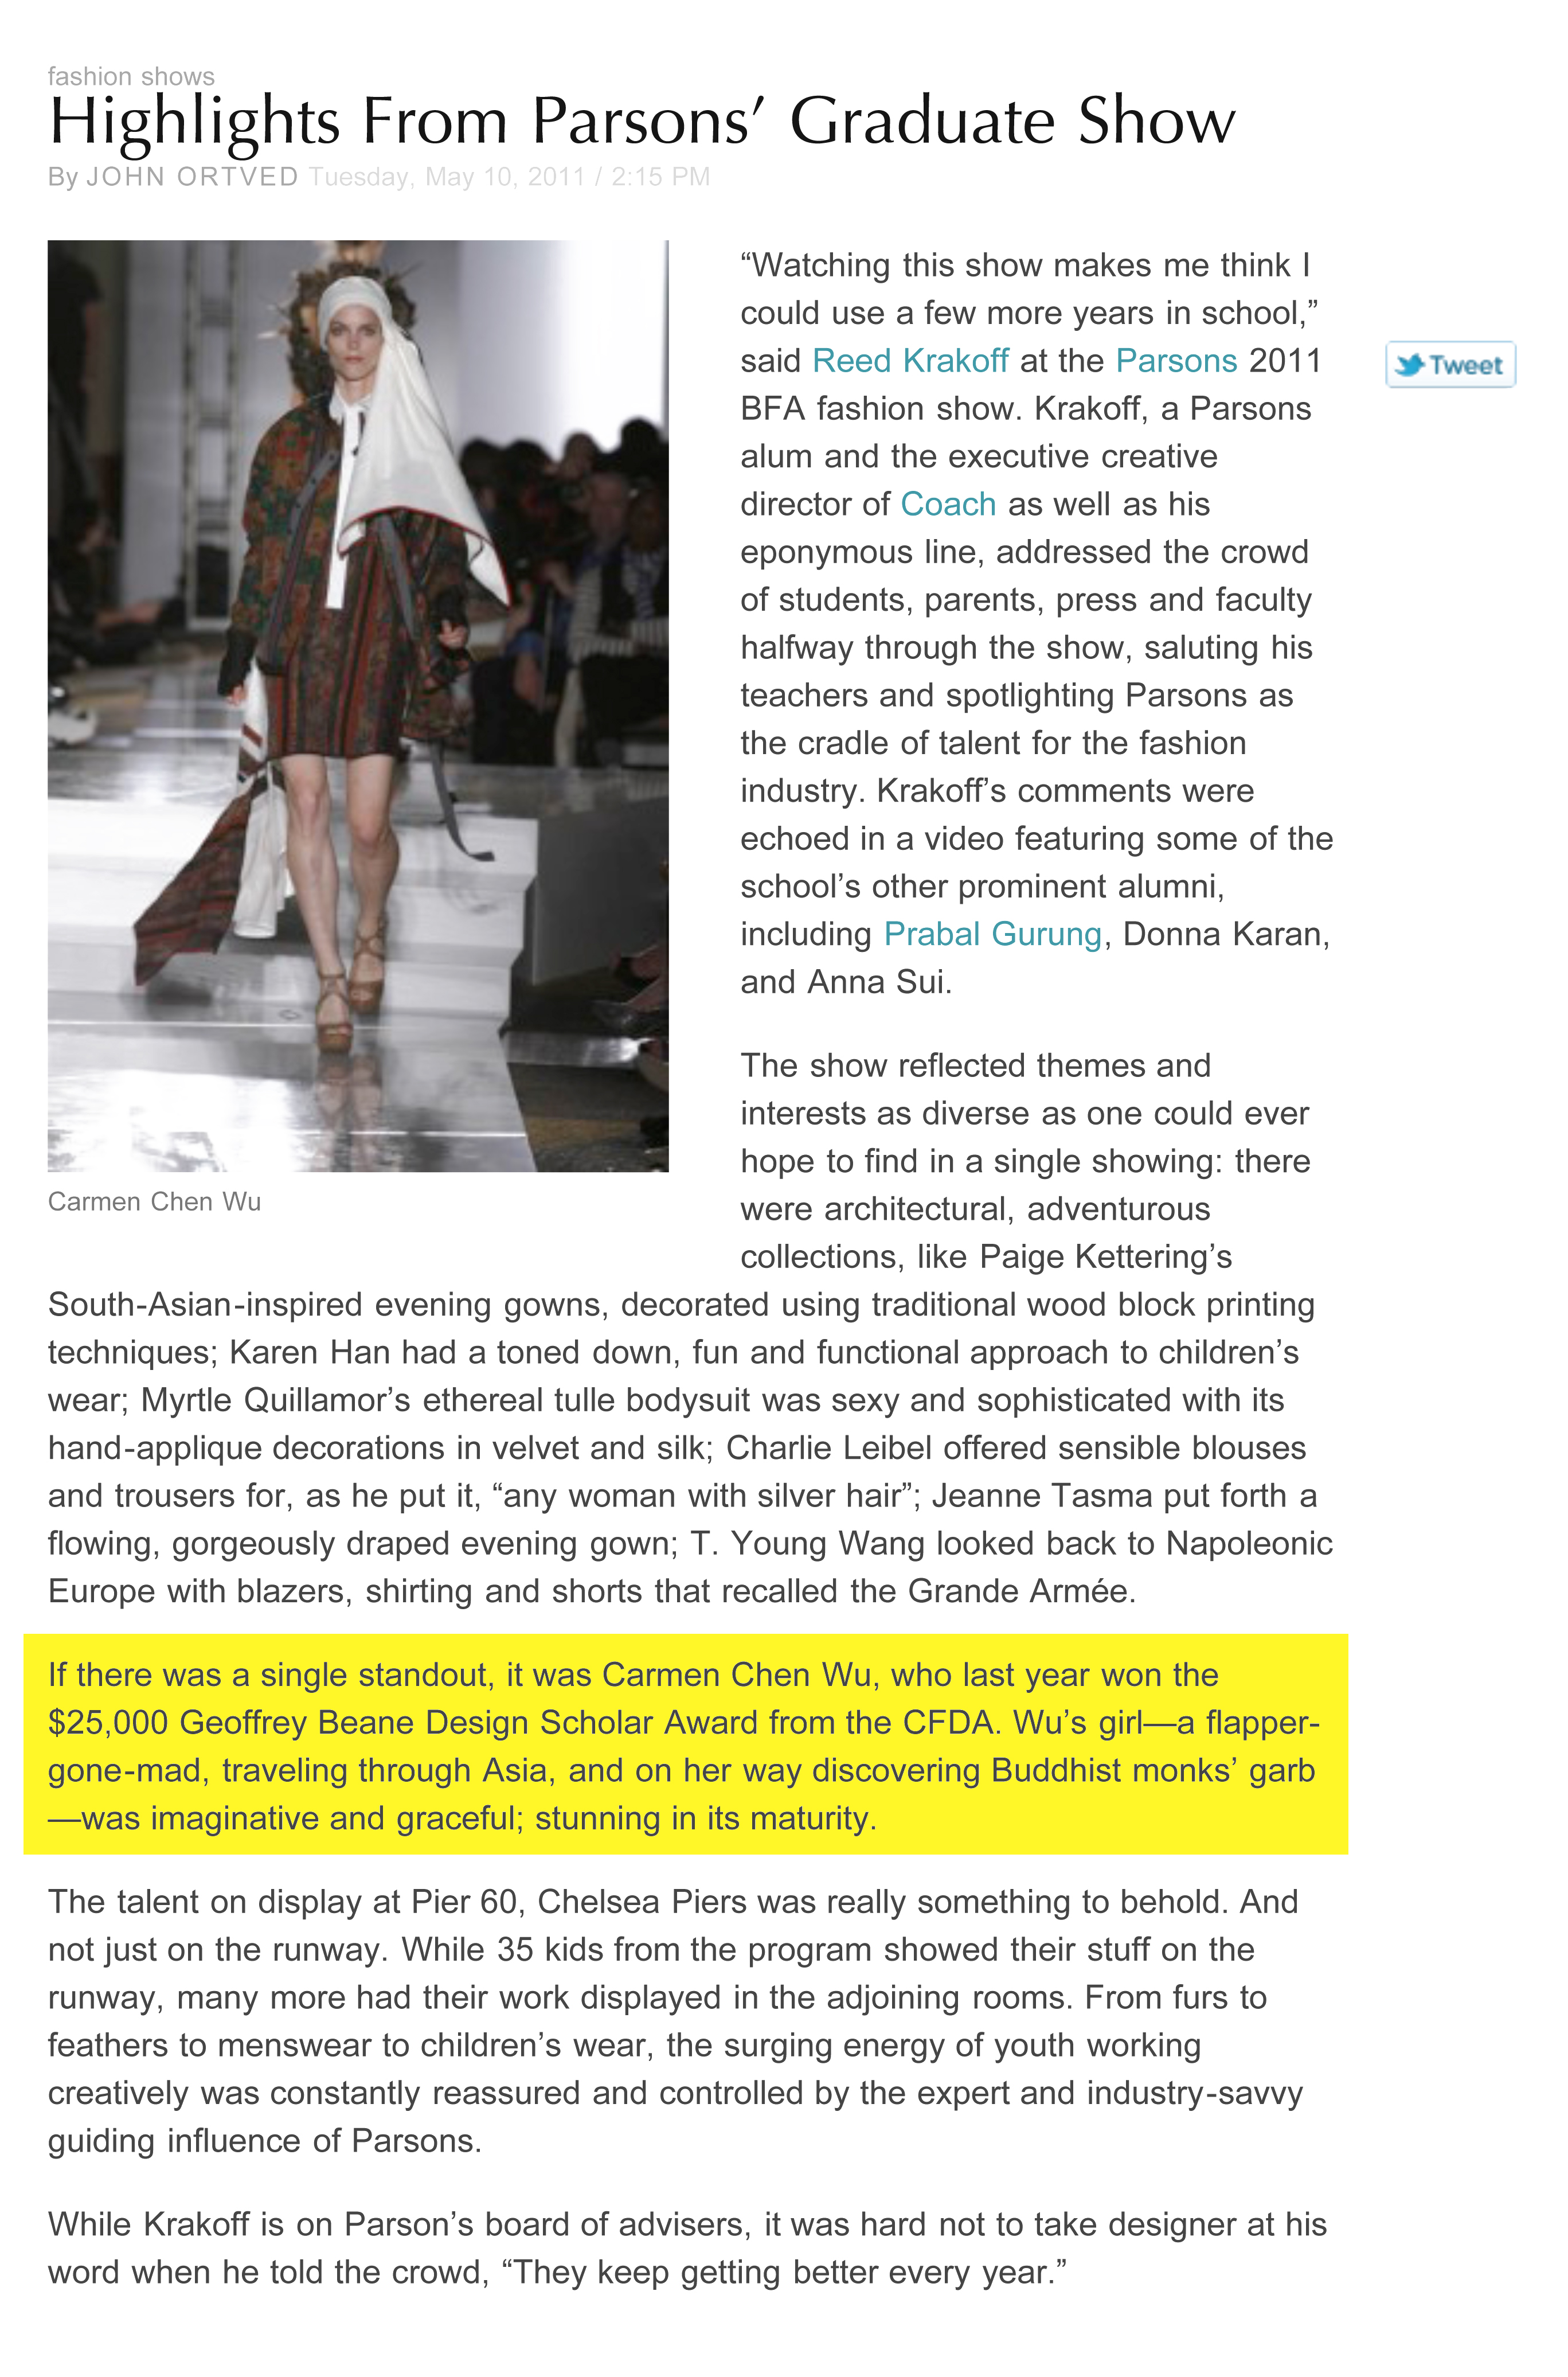 fashion shows
Highlights From Parsons’ Graduate Show
By JOHN ORTVED Tuesday, May 10, 2011 / 2:15 PM
“Watching this show makes me think I
could use a few more years in school,”
said Reed Krakoff at the Parsons 2011
BFA fashion show. Krakoff, a Parsons
alum and the executive creative
director of Coach as well as his
eponymous line, addressed the crowd
of students, parents, press and faculty
halfway through the show, saluting his
teachers and spotlighting Parsons as
the cradle of talent for the fashion
industry. Krakoff’s comments were
echoed in a video featuring some of the
school’s other prominent alumni,
including Prabal Gurung, Donna Karan,
and Anna Sui.
Tweet
Carmen Chen Wu
The show reflected themes and
interests as diverse as one could ever
hope to find in a single showing: there
were architectural, adventurous
collections, like Paige Kettering’s
South-Asian-inspired evening gowns, decorated using traditional wood block printing
techniques; Karen Han had a toned down, fun and functional approach to children’s
wear; Myrtle Quillamor’s ethereal tulle bodysuit was sexy and sophisticated with its
hand-applique decorations in velvet and silk; Charlie Leibel offered sensible blouses
and trousers for, as he put it, “any woman with silver hair”; Jeanne Tasma put forth a
flowing, gorgeously draped evening gown; T. Young Wang looked back to Napoleonic
Europe with blazers, shirting and shorts that recalled the Grande Armée.
If there was a single standout, it was Carmen Chen Wu, who last year won the
$25,000 Geoffrey Beane Design Scholar Award from the CFDA. Wu’s girl—a flapper-
gone-mad, traveling through Asia, and on her way discovering Buddhist monks’ garb
—was imaginative and graceful; stunning in its maturity.
The talent on display at Pier 60, Chelsea Piers was really something to behold. And
not just on the runway. While 35 kids from the program showed their stuff on the
runway, many more had their work displayed in the adjoining rooms. From furs to
feathers to menswear to children’s wear, the surging energy of youth working
creatively was constantly reassured and controlled by the expert and industry-savvy
guiding influence of Parsons.
While Krakoff is on Parson’s board of advisers, it was hard not to take designer at his
word when he told the crowd, “They keep getting better every year.”